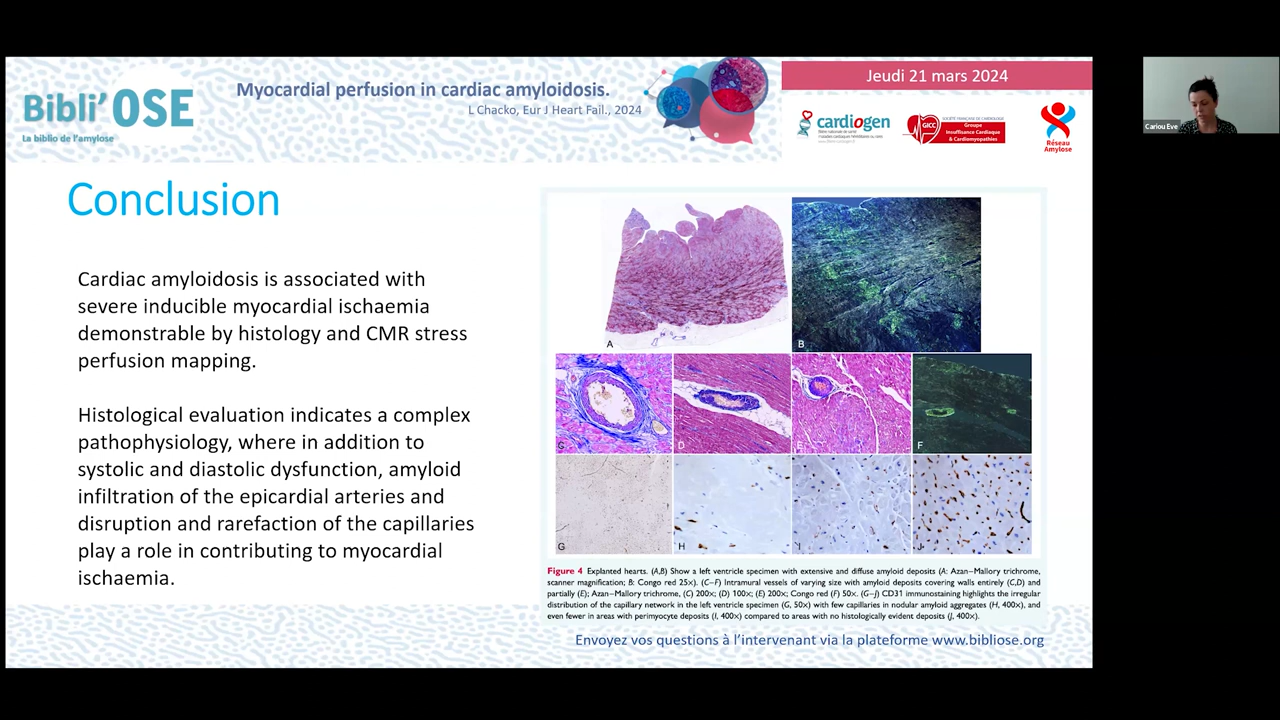 Bibli'OSE
La biblio de l'amylose
Myocardial perfusion in cardiac amyloidosis.
L Chacko, Eur J Heart Fail., 2024
Jeudi 21 mars 2024
cardiogen
GICC
Groupe
Insuffisance Cardiaque
& Cardiomyopathies
Réseau
Amylose
Cariou Eve
Conclusion
Cardiac amyloidosis is associated with
severe inducible myocardial ischaemia
demonstrable by histology and CMR stress
perfusion mapping.
Histological evaluation indicates a complex
pathophysiology, where in addition to
systolic and diastolic dysfunction, amyloid
infiltration of the epicardial arteries and
disruption and rarefaction of the capillaries
play a role in contributing to myocardial
ischaemia.
A
B
C
D
E
F
G
H
I
J
Figure 4 Explanted hearts. (A,B) Show a left ventricle specimen with extensive and diffuse amyloid deposits (A: Azan–Mallory trichrome,
scanner magnification; B: Congo red 25×). (C–F) Intramural vessels of varying size with amyloid deposits covering walls entirely (C,D) and
partially (E); Azan–Mallory trichrome, (C) 200×; (D) 100×; (E) 200×; Congo red (F) 50×. (G–J) CD31 immunostaining highlights the irregular
distribution of the capillary network in the left ventricle specimen (G, 50×) with few capillaries in nodular amyloid aggregates (H, 400×), and
even fewer in areas with perimyocyte deposits (I, 400×) compared to areas with no histologically evident deposits (J, 400×).
Envoyez vos questions à l'intervenant via la plateforme www.bibliose.org